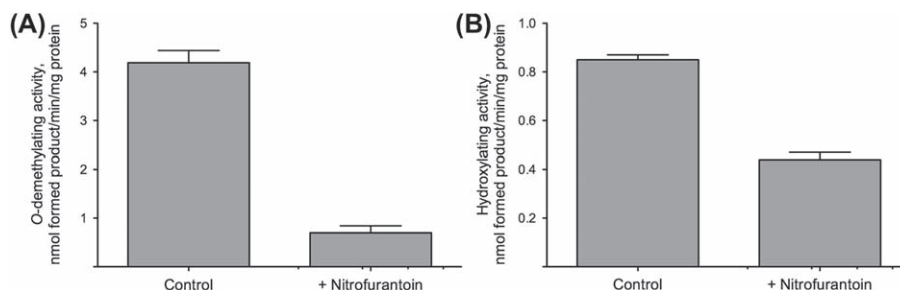 (A)
O-demethylating activity,
nmol formed product/min/mg protein
5
4
3
2
1
Control
+ Nitrofurantoin
(B)
Hydroxylating activity,
nmol formed product/min/mg protein
1.0
0.8
0.6
0.4
0.2
Control
+ Nitrofurantoin